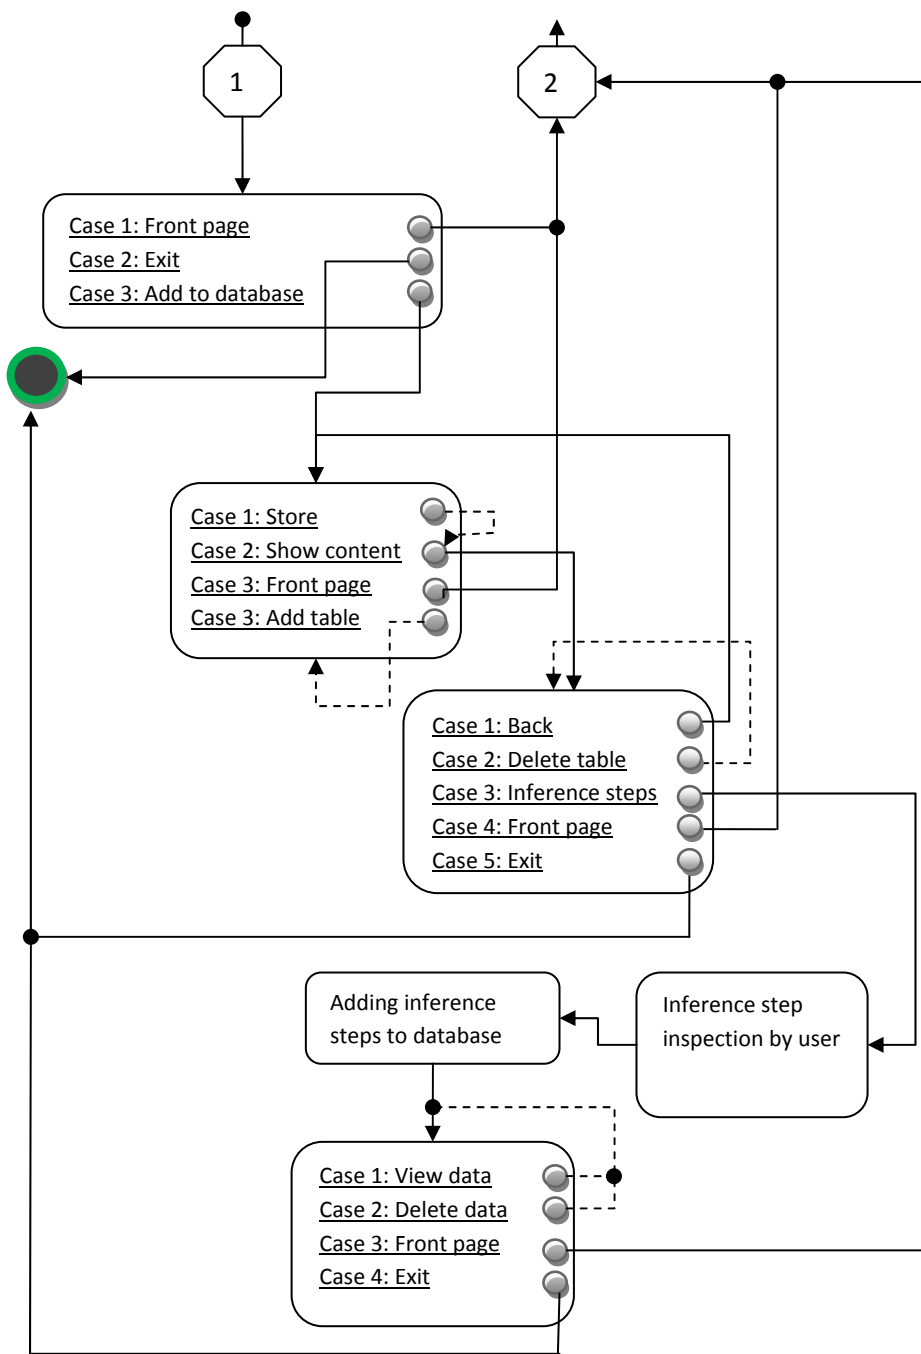 1
2
Case 1: Front page
Case 2: Exit
Case 3: Add to database
Case 1: Store
Case 2: Show content
Case 3: Front page
Case 3: Add table
Case 1: Back
Case 2: Delete table
Case 3: Inference steps
Case 4: Front page
Case 5: Exit
Adding inference
steps to database
Inference step
inspection by user
Case 1: View data
Case 2: Delete data
Case 3: Front page
Case 4: Exit